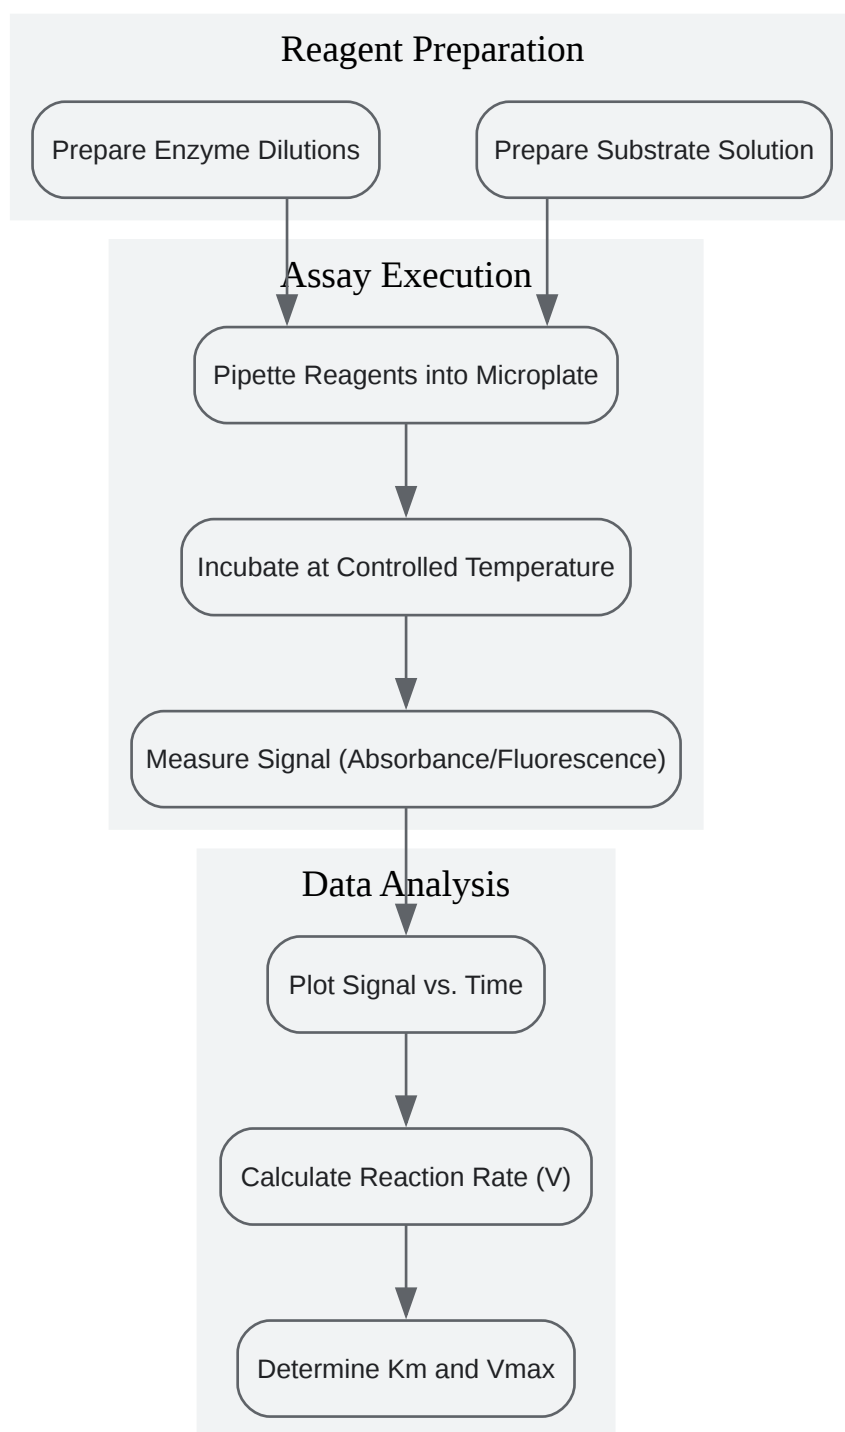 Reagent Preparation
Prepare Enzyme Dilutions
Prepare Substrate Solution
Assay Execution
Pipette Reagents into Microplate
Incubate at Controlled Temperature
Measure Signal (Absorbance/Fluorescence)
Data Analysis
Plot Signal vs. Time
Calculate Reaction Rate (V)
Determine Km and Vmax